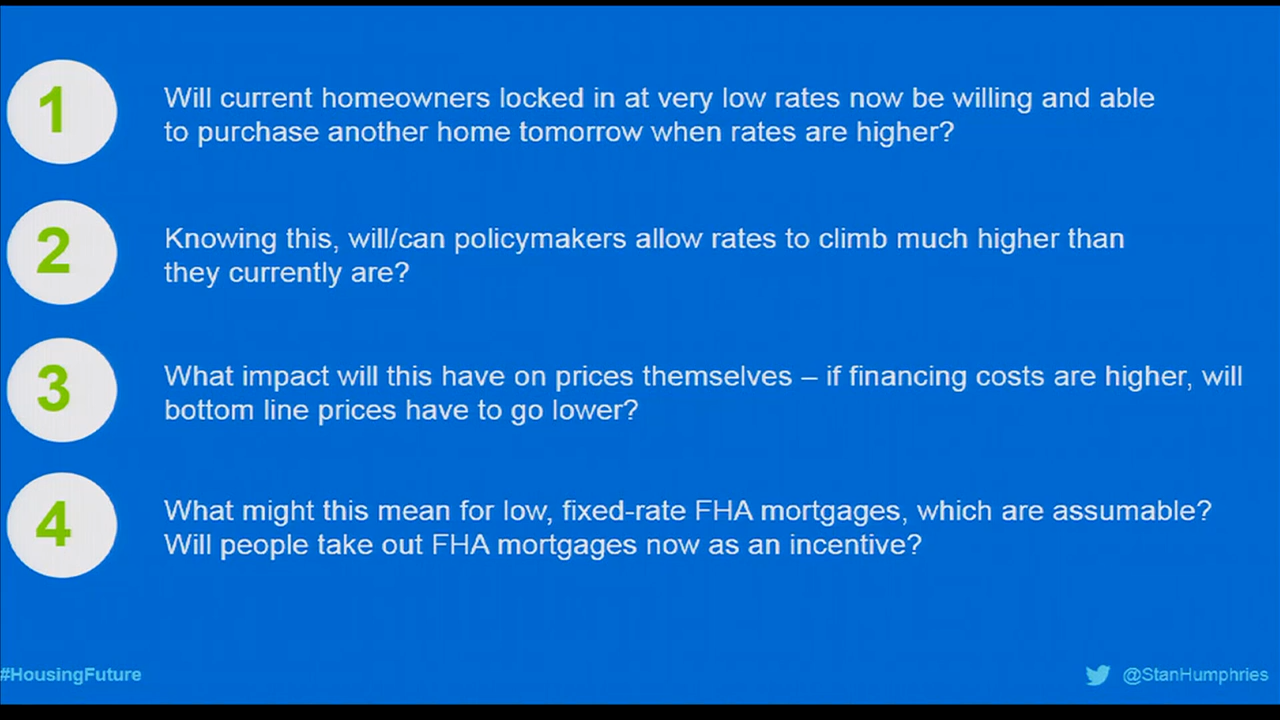 1
Will current homeowners locked in at very low rates now be willing and able
to purchase another home tomorrow when rates are higher?
2
Knowing this, will/can policymakers allow rates to climb much higher than
they currently are?
3
What impact will this have on prices themselves – if financing costs are higher, will
bottom line prices have to go lower?
4
What might this mean for low, fixed-rate FHA mortgages, which are assumable?
Will people take out FHA mortgages now as an incentive?
#HousingFuture
@StanHumphries